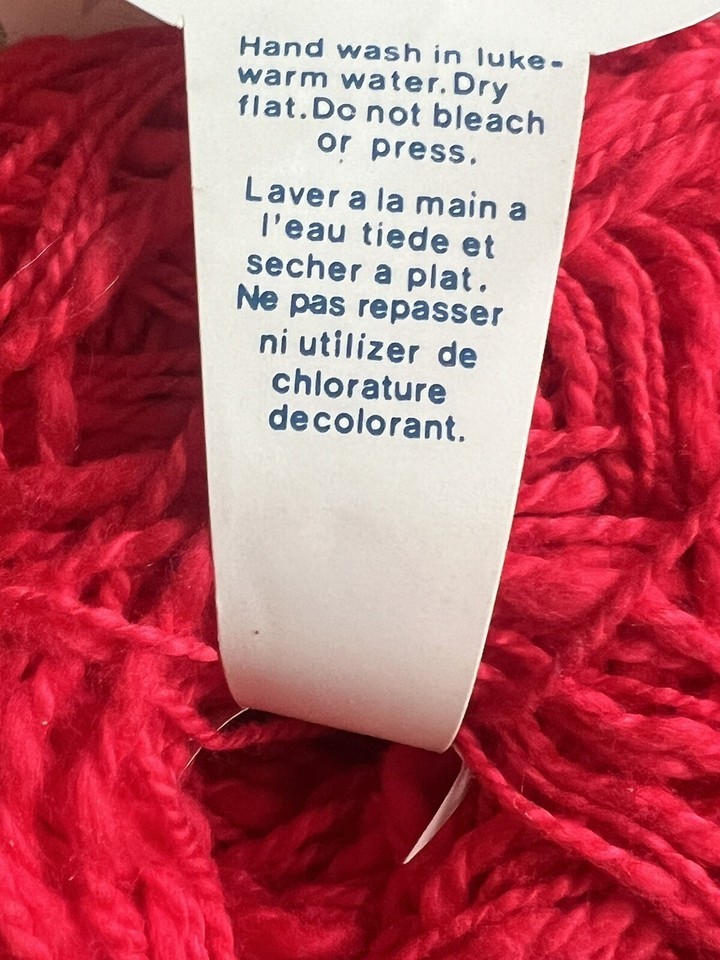 Hand wash in luke-
warm water. Dry
flat. Do not bleach
or press.
Laver a la main a
l'eau tiede et
secher a plat.
Ne pas repasser
ni utilizer de
chlorature
decolorant.